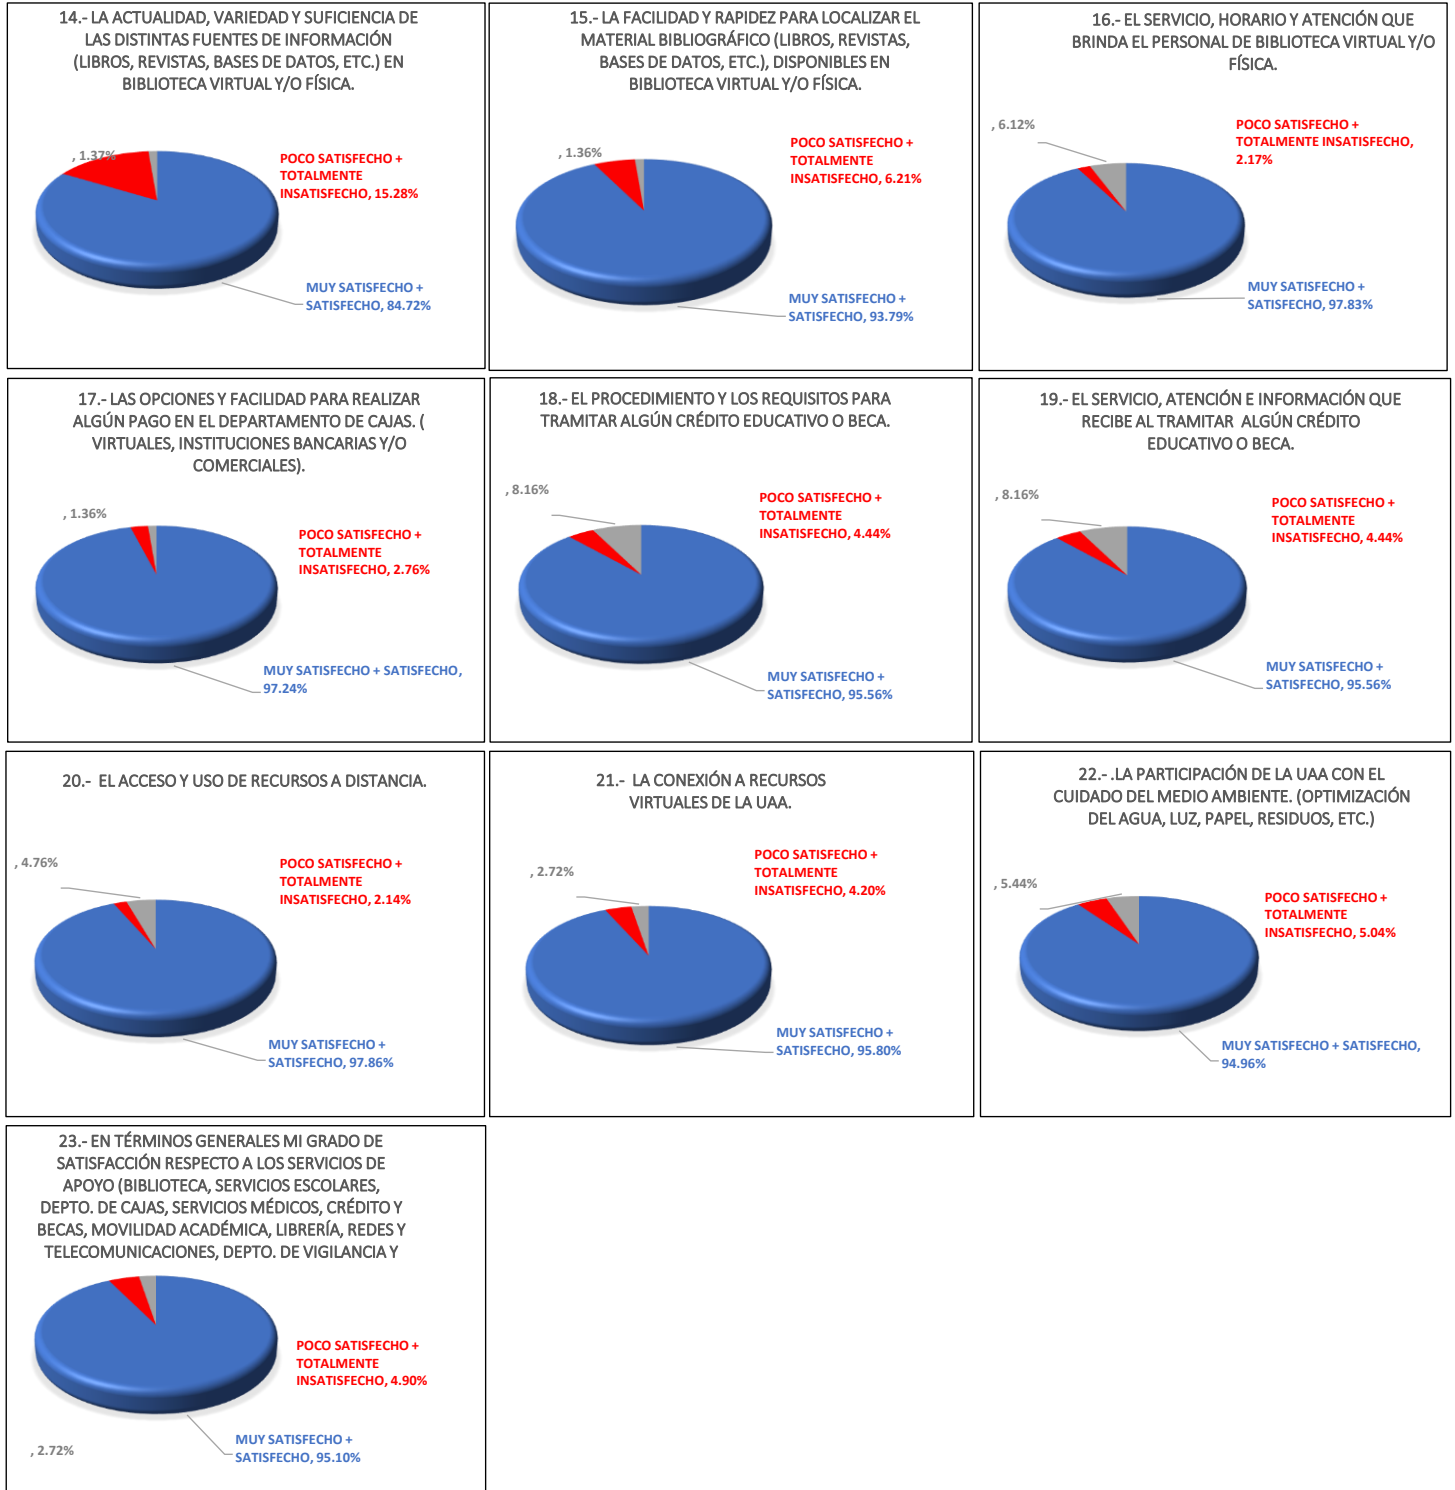 14.- LA ACTUALIDAD, VARIEDAD Y SUFICIENCIA DE
LAS DISTINTAS FUENTES DE INFORMACIÓN
(LIBROS, REVISTAS, BASES DE DATOS, ETC.) EN
BIBLIOTECA VIRTUAL Y/O FÍSICA.
, 1.37%
POCO SATISFECHO +
TOTALMENTE
INSATISFECHO, 15.28%
MUY SATISFECHO +
SATISFECHO, 84.72%
15.- LA FACILIDAD Y RAPIDEZ PARA LOCALIZAR EL
MATERIAL BIBLIOGRÁFICO (LIBROS, REVISTAS,
BASES DE DATOS, ETC.), DISPONIBLES EN
BIBLIOTECA VIRTUAL Y/O FÍSICA.
, 1.36%
POCO SATISFECHO +
TOTALMENTE
INSATISFECHO, 6.21%
MUY SATISFECHO +
SATISFECHO, 93.79%
16.- EL SERVICIO, HORARIO Y ATENCIÓN QUE
BRINDA EL PERSONAL DE BIBLIOTECA VIRTUAL Y/O
FÍSICA.
, 6.12%
POCO SATISFECHO +
TOTALMENTE INSATISFECHO,
2.17%
MUY SATISFECHO +
SATISFECHO, 97.83%
17.- LAS OPCIONES Y FACILIDAD PARA REALIZAR
ALGÚN PAGO EN EL DEPARTAMENTO DE CAJAS. (
VIRTUALES, INSTITUCIONES BANCARIAS Y/O
COMERCIALES).
, 1.36%
POCO SATISFECHO +
TOTALMENTE
INSATISFECHO, 2.76%
MUY SATISFECHO + SATISFECHO,
97.24%
18.- EL PROCEDIMIENTO Y LOS REQUISITOS PARA
TRAMITAR ALGÚN CRÉDITO EDUCATIVO O BECA.
, 8.16%
POCO SATISFECHO +
TOTALMENTE
INSATISFECHO, 4.44%
MUY SATISFECHO +
SATISFECHO, 95.56%
19.- EL SERVICIO, ATENCIÓN E INFORMACIÓN QUE
RECIBE AL TRAMITAR ALGÚN CRÉDITO
EDUCATIVO O BECA.
, 8.16%
POCO SATISFECHO +
TOTALMENTE
INSATISFECHO, 4.44%
MUY SATISFECHO +
SATISFECHO, 95.56%
20.- EL ACCESO Y USO DE RECURSOS A DISTANCIA.
, 4.76%
POCO SATISFECHO +
TOTALMENTE
INSATISFECHO, 2.14%
MUY SATISFECHO +
SATISFECHO, 97.86%
21.- LA CONEXIÓN A RECURSOS
VIRTUALES DE LA UAA.
, 2.72%
POCO SATISFECHO +
TOTALMENTE
INSATISFECHO, 4.20%
MUY SATISFECHO +
SATISFECHO, 95.80%
22.- .LA PARTICIPACIÓN DE LA UAA CON EL
CUIDADO DEL MEDIO AMBIENTE. (OPTIMIZACIÓN
DEL AGUA, LUZ, PAPEL, RESIDUOS, ETC.)
, 5.44%
POCO SATISFECHO +
TOTALMENTE
INSATISFECHO, 5.04%
MUY SATISFECHO + SATISFECHO,
94.96%
23.- EN TÉRMINOS GENERALES MI GRADO DE
SATISFACCIÓN RESPECTO A LOS SERVICIOS DE
APOYO (BIBLIOTECA, SERVICIOS ESCOLARES,
DEPTO. DE CAJAS, SERVICIOS MÉDICOS, CRÉDITO Y
BECAS, MOVILIDAD ACADÉMICA, LIBRERÍA, REDES Y
TELECOMUNICACIONES, DEPTO. DE VIGILANCIA Y
POCO SATISFECHO +
TOTALMENTE
INSATISFECHO, 4.90%
MUY SATISFECHO +
SATISFECHO, 95.10%
, 2.72%